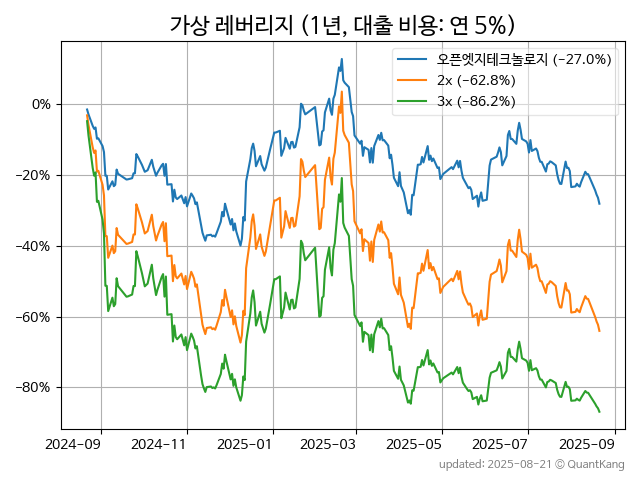 가상 레버리지 (1년, 대출 비용: 연 5%)
오픈엣지테크놀로지 (−27.0%)
2x (−62.8%)
3x (−86.2%)
0%
−20%
−40%
−60%
−80%
2024-09 2024-11 2025-01 2025-03 2025-05 2025-07 2025-09
updated: 2025-08-21 © QuantKang